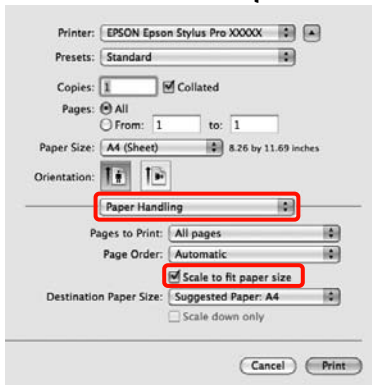 Printer: EPSON Epson Stylus Pro XXXXX
Presets: Standard
Copies: 1 Collated
Pages: All
From: 1 to: 1
Paper Size: A4 (Sheet) 8.26 by 11.69 inches
Orientation:
Paper Handling
Pages to Print: All pages
Page Order: Automatic
Scale to fit paper size
Destination Paper Size: Suggested Paper: A4
Scale down only
Cancel Print